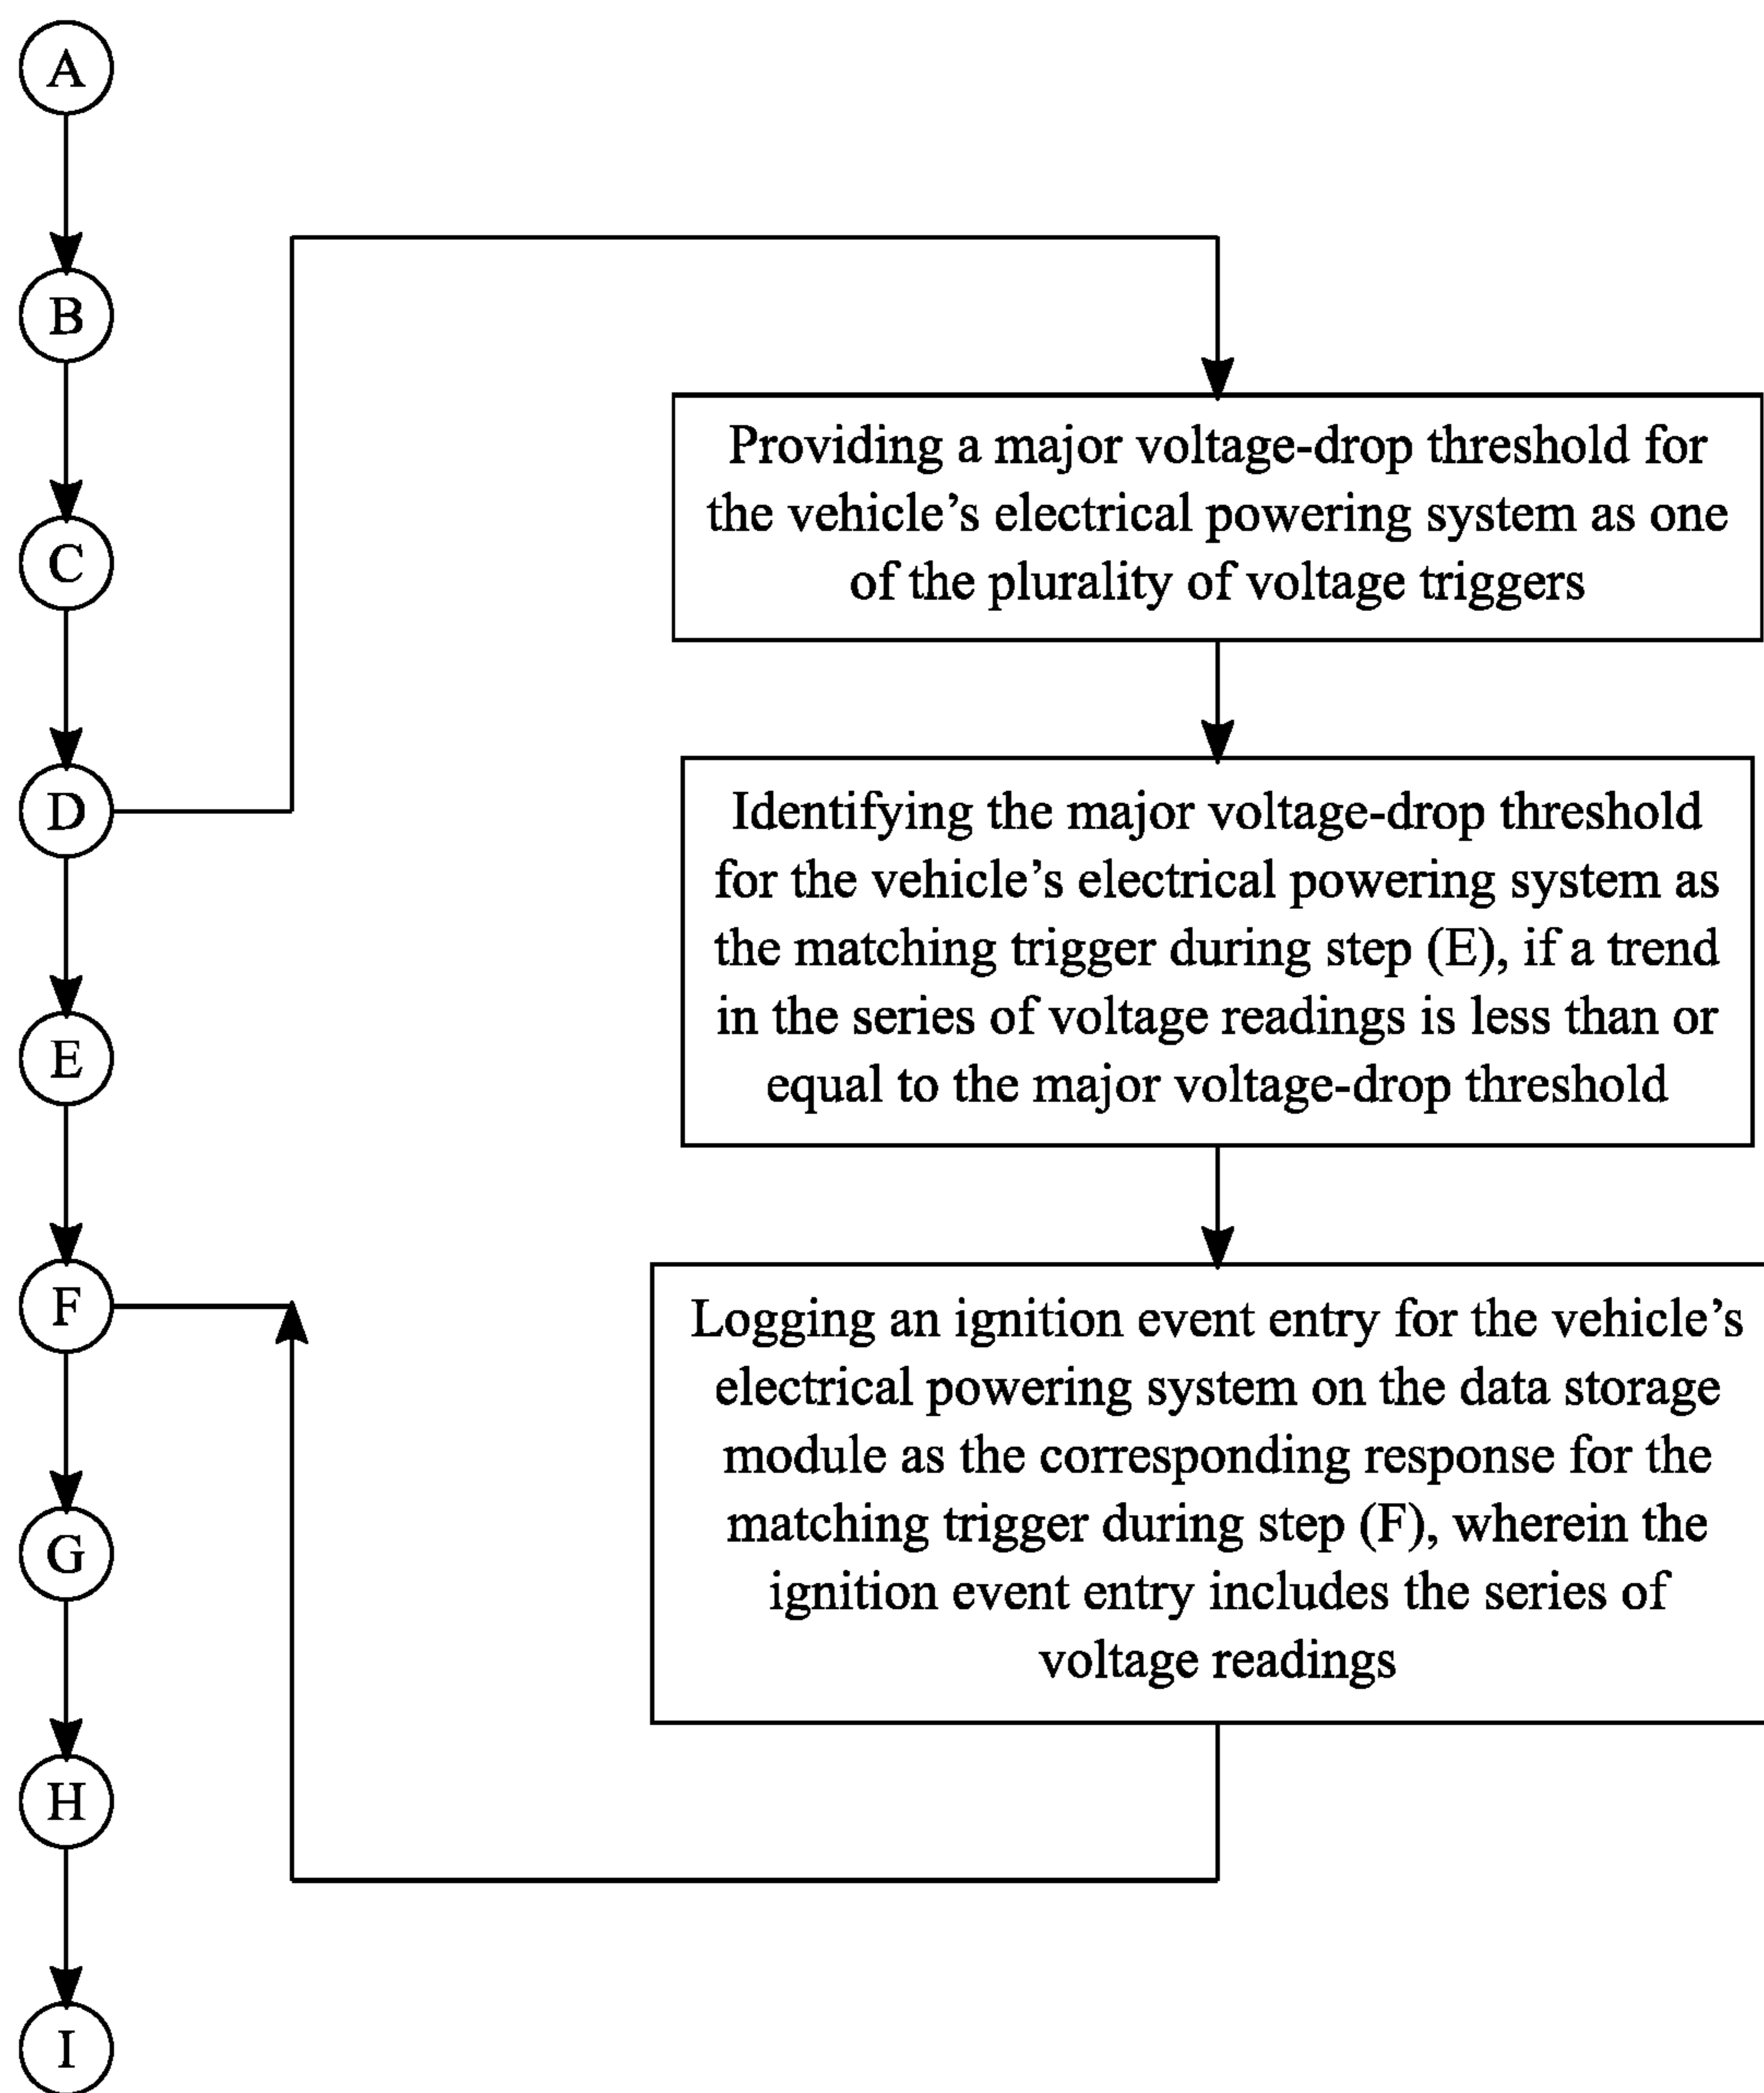 A
B
C
D
E
F
G
H
I
Providing a major voltage-drop threshold for
the vehicle’s electrical powering system as one
of the plurality of voltage triggers
Identifying the major voltage-drop threshold
for the vehicle’s electrical powering system as
the matching trigger during step (E), if a trend
in the series of voltage readings is less than or
equal to the major voltage-drop threshold
Logging an ignition event entry for the vehicle’s
electrical powering system on the data storage
module as the corresponding response for the
matching trigger during step (F), wherein the
ignition event entry includes the series of
voltage readings